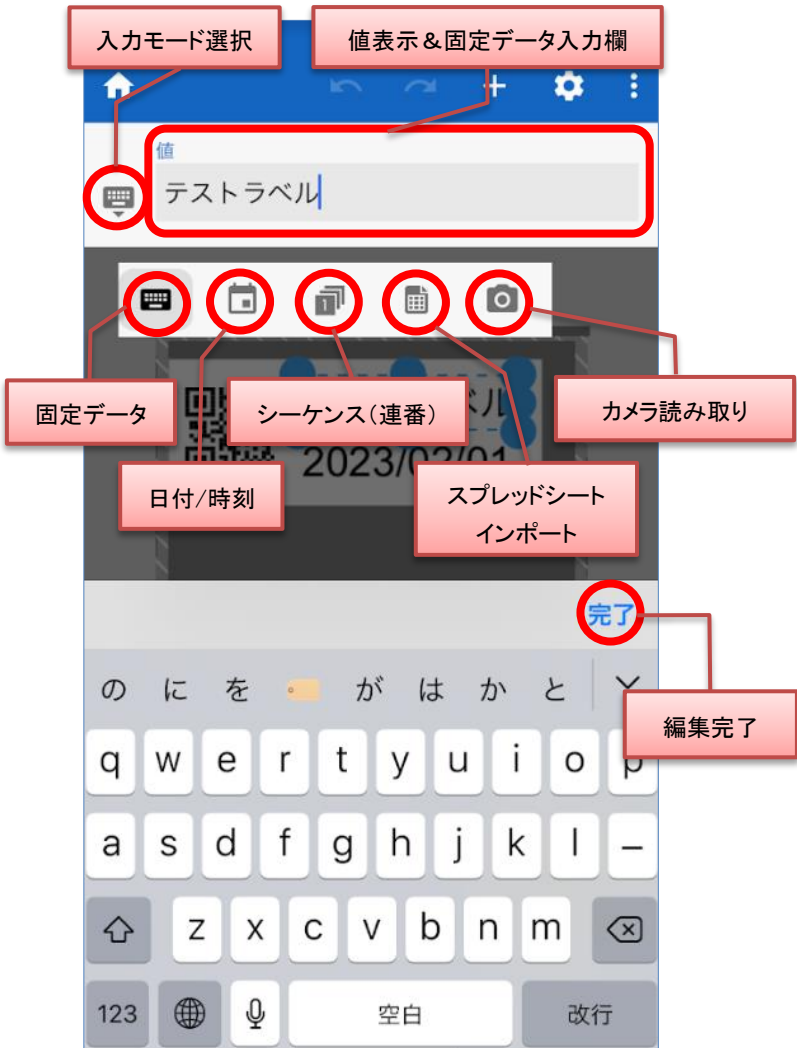 入力モード選択
値表示＆固定データ入力欄
値
テストラベル
固定データ
シーケンス（連番）
カメラ読み取り
ベル
2023/02/01
日付/時刻
スプレッドシート
インポート
完了
の に を が は か と
編集完了
q w e r t y u i o p
a s d f g h j k l –
z x c v b n m
123 空白 改行